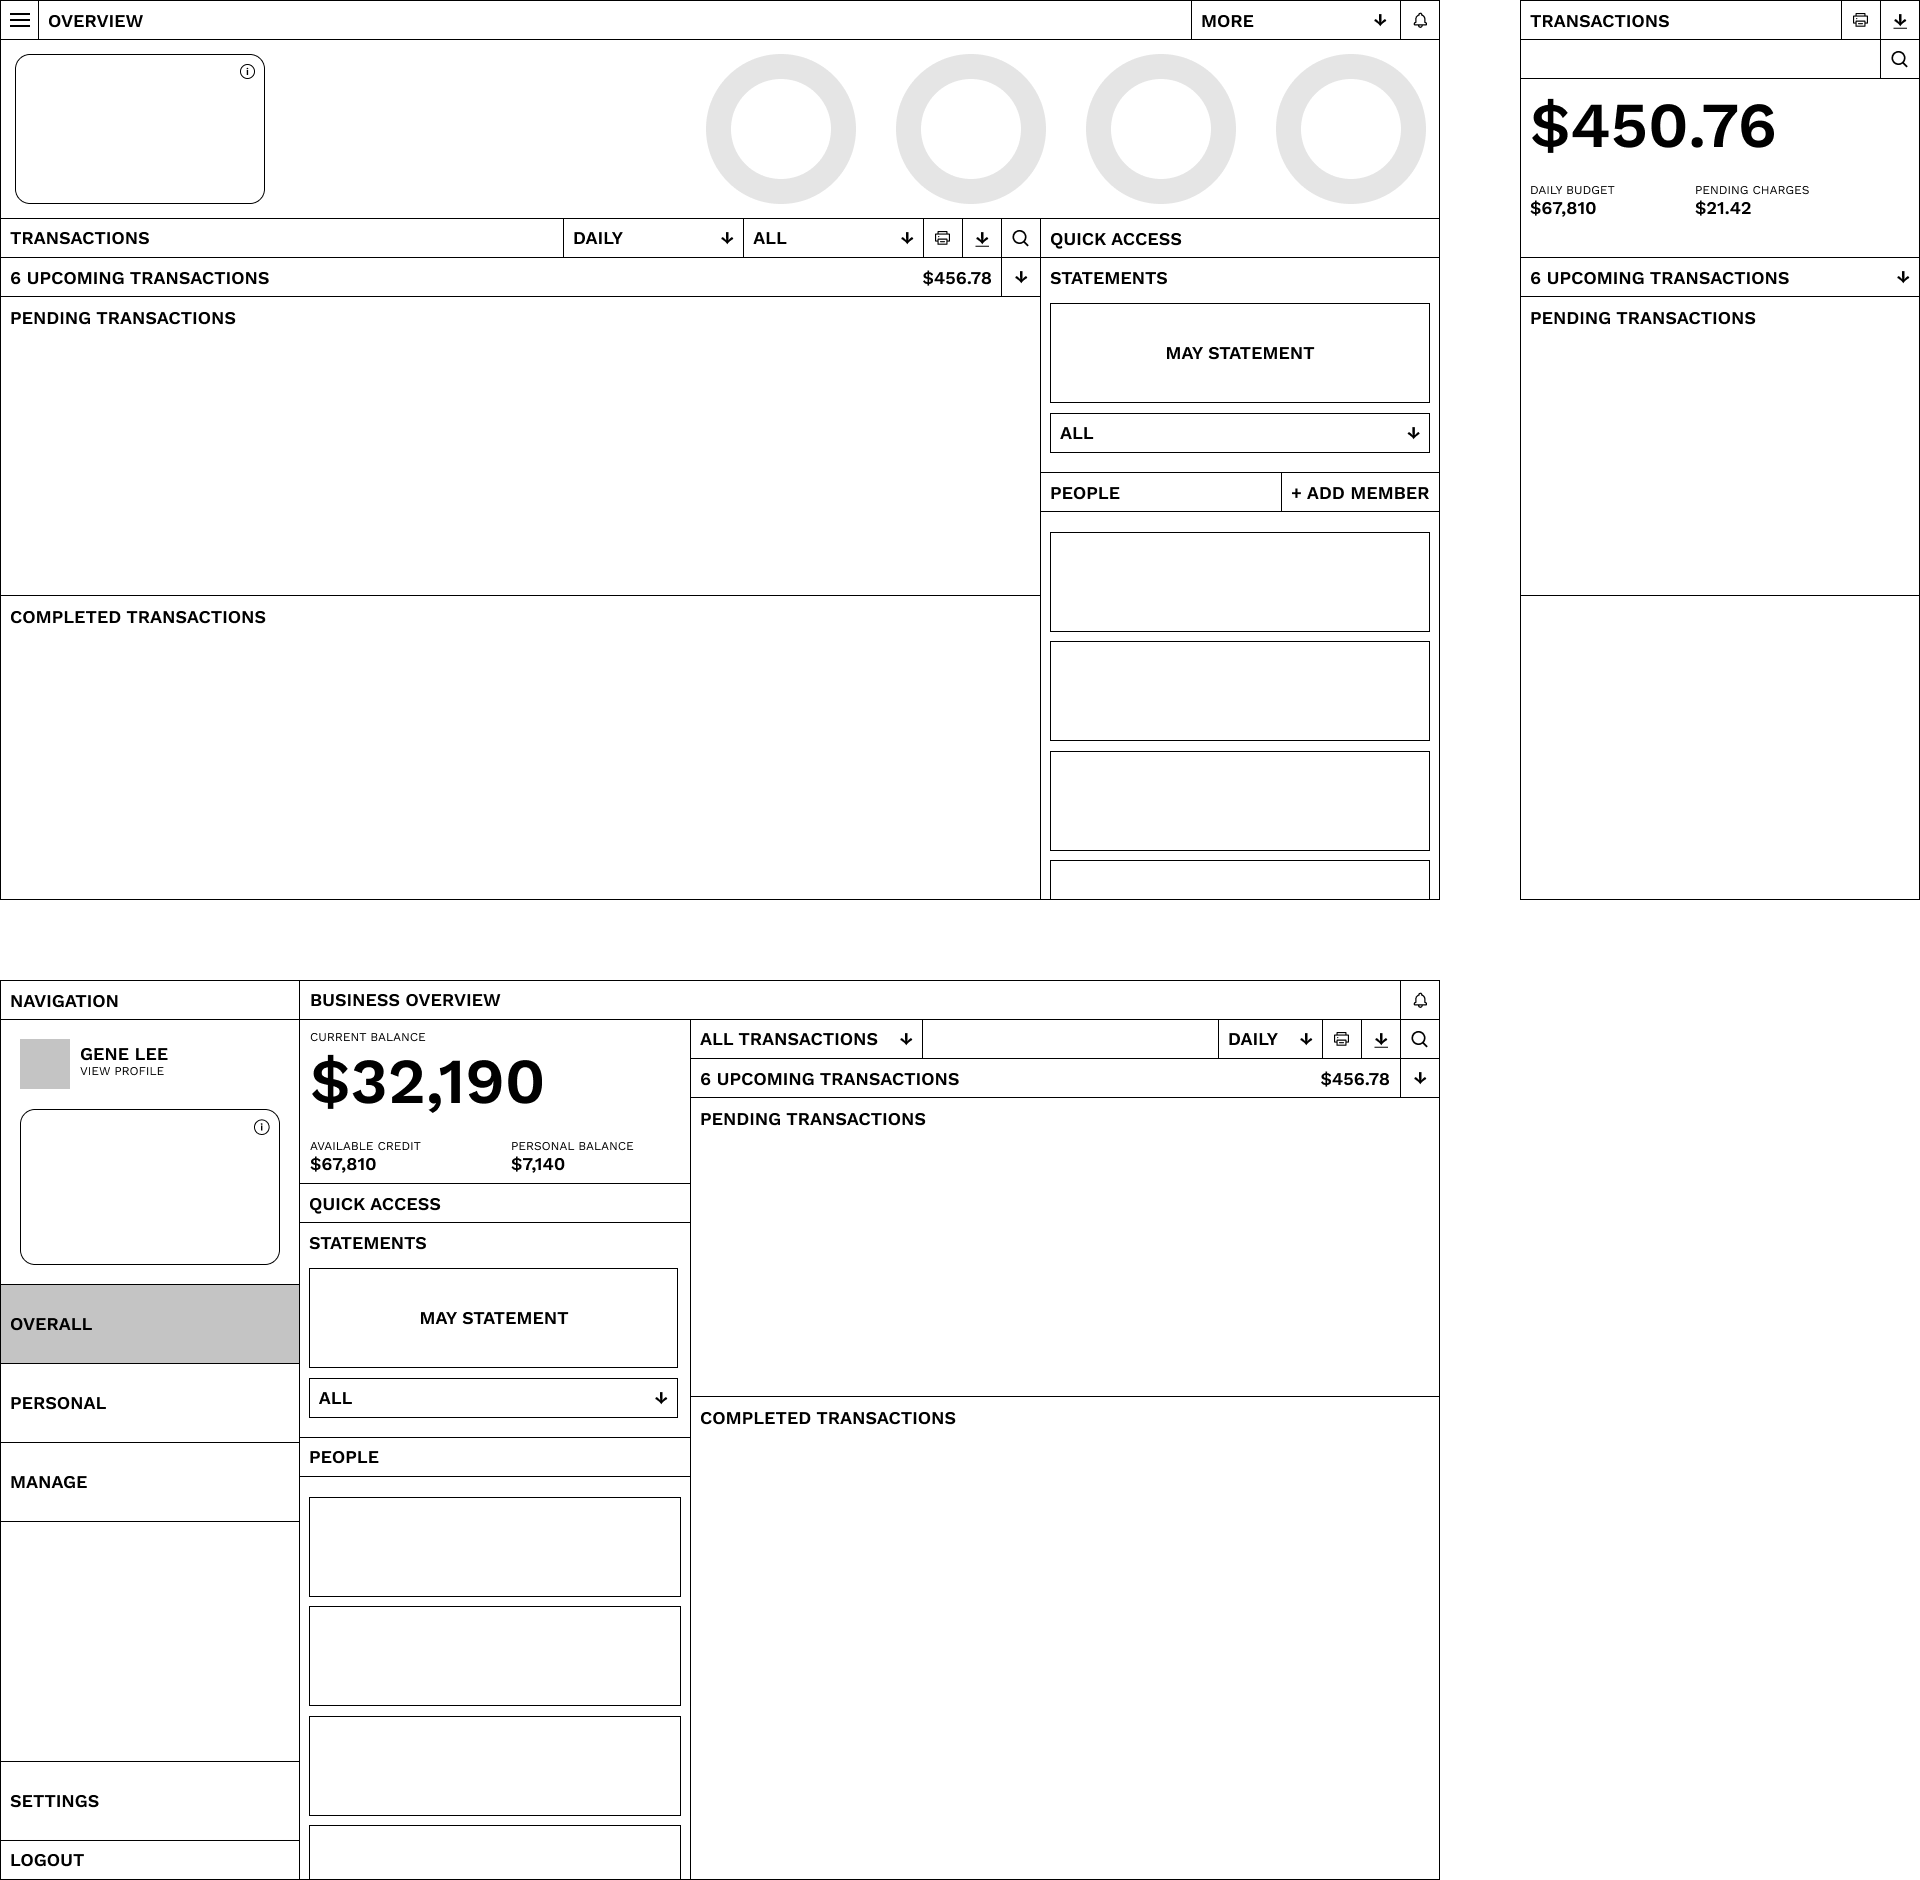 OVERVIEW
MORE
TRANSACTIONS
DAILY
ALL
6 UPCOMING TRANSACTIONS
$456.78
PENDING TRANSACTIONS
COMPLETED TRANSACTIONS
QUICK ACCESS
STATEMENTS
MAY STATEMENT
ALL
PEOPLE
+ ADD MEMBER
TRANSACTIONS
$450.76
DAILY BUDGET
$67,810
PENDING CHARGES
$21.42
6 UPCOMING TRANSACTIONS
PENDING TRANSACTIONS
NAVIGATION
GENE LEE
VIEW PROFILE
OVERALL
PERSONAL
MANAGE
SETTINGS
LOGOUT
BUSINESS OVERVIEW
CURRENT BALANCE
$32,190
AVAILABLE CREDIT
$67,810
PERSONAL BALANCE
$7,140
QUICK ACCESS
STATEMENTS
MAY STATEMENT
ALL
PEOPLE
ALL TRANSACTIONS
DAILY
6 UPCOMING TRANSACTIONS
$456.78
PENDING TRANSACTIONS
COMPLETED TRANSACTIONS